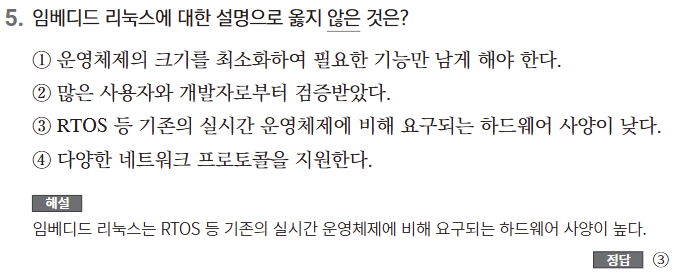 5. 임베디드 리눅스에 대한 설명으로 옳지 않은 것은?
① 운영체제의 크기를 최소화하여 필요한 기능만 남게 해야 한다.
② 많은 사용자와 개발자로부터 검증받았다.
③ RTOS 등 기존의 실시간 운영체제에 비해 요구되는 하드웨어 사양이 낮다.
④ 다양한 네트워크 프로토콜을 지원한다.
해설
임베디드 리눅스는 RTOS 등 기존의 실시간 운영체제에 비해 요구되는 하드웨어 사양이 높다.
정답 ③